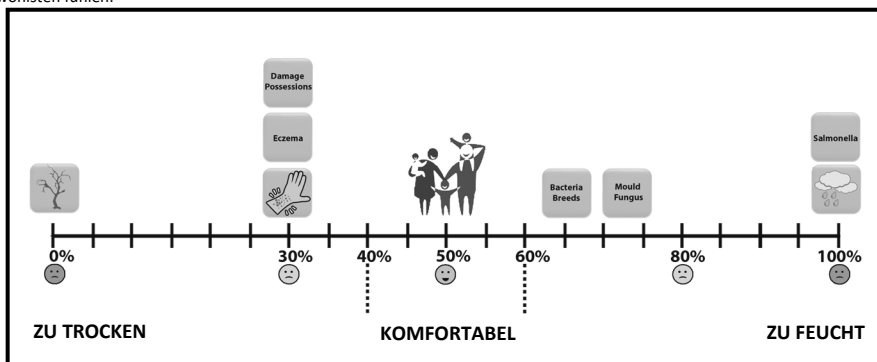 Damage
Possessions
Eczema
Salmonella
Bacteria
Breeds
Mould
Fungus
0%
30%
40%
50%
60%
80%
100%
ZU TROCKEN
KOMFORTABEL
ZU FEUCHT